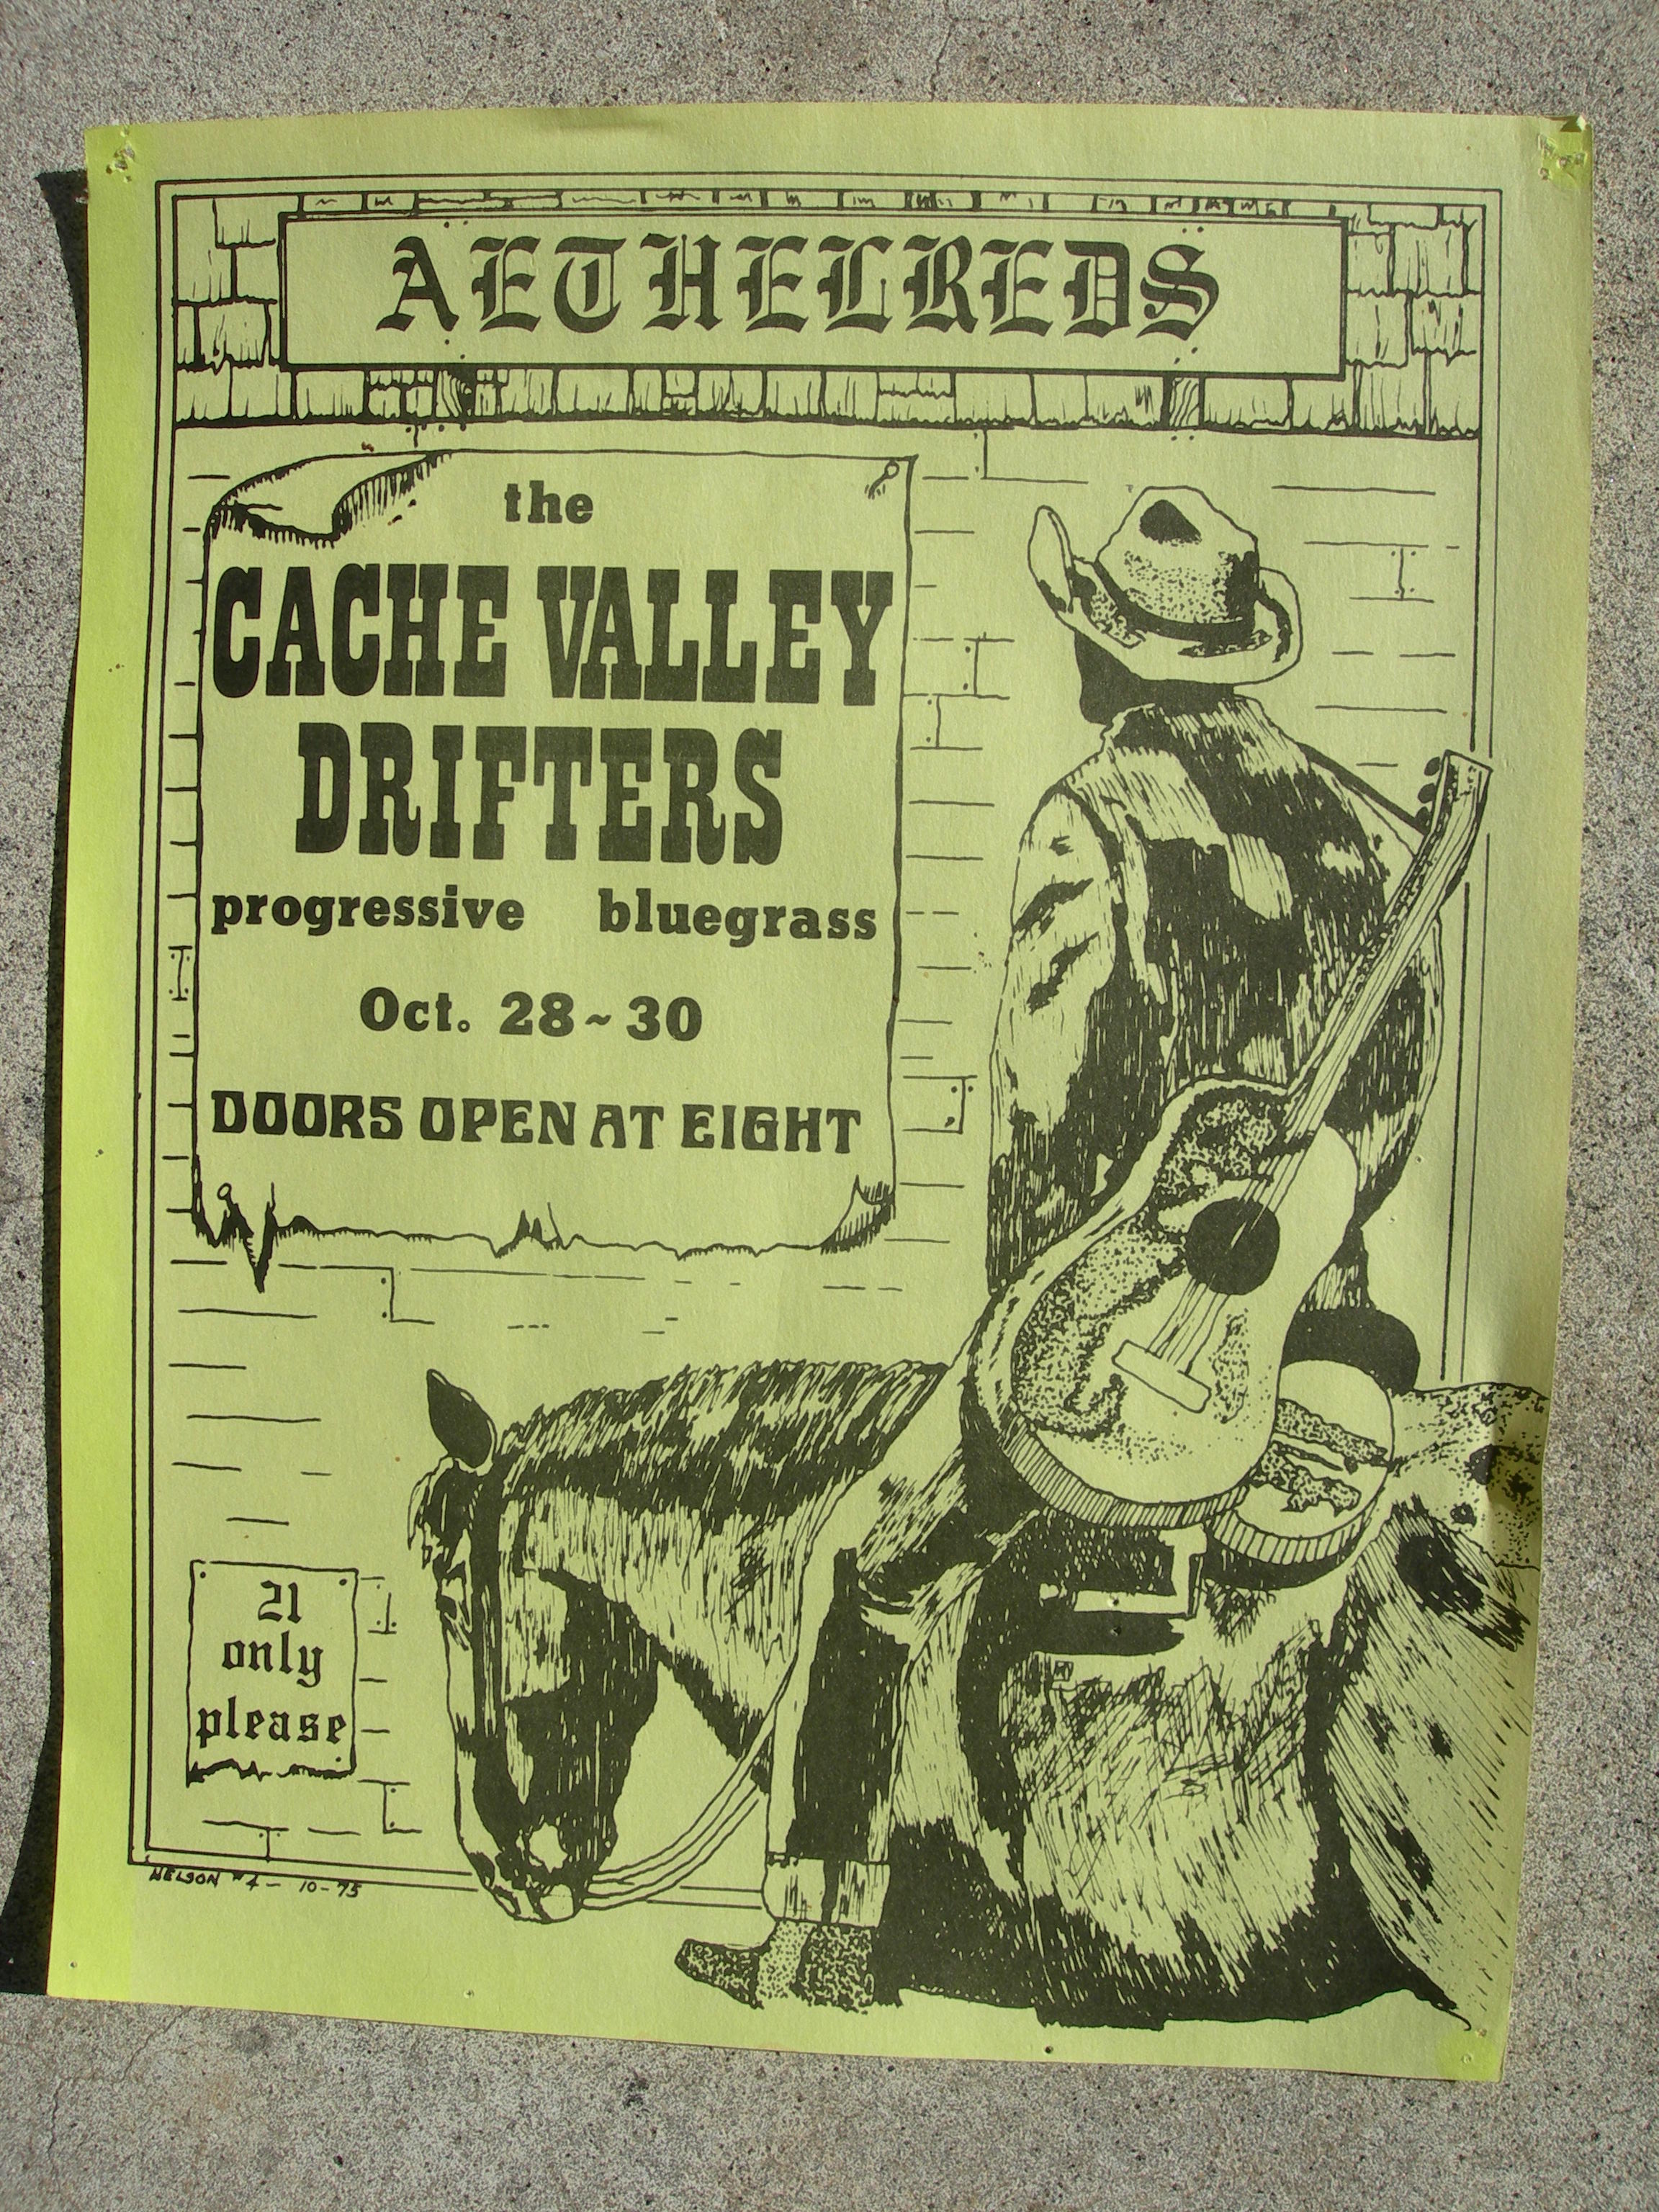 AETHELREDS
the
CACHE VALLEY
DRIFTERS
progressive bluegrass
Oct. 28~30
DOORS OPEN AT EIGHT
21
only
please
NELSON #4- 10-75